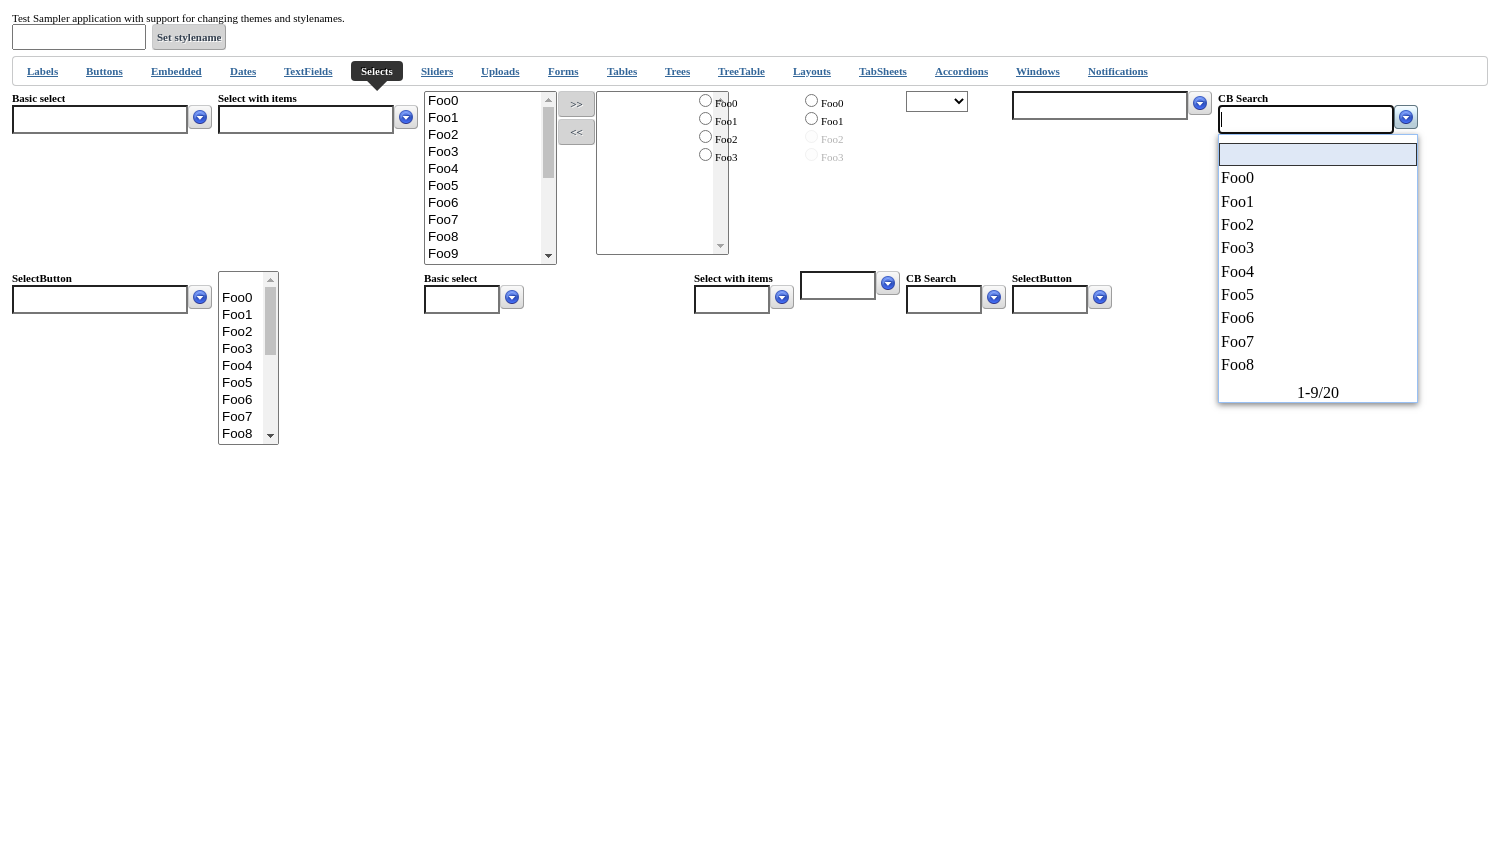 Test Sampler application with support for changing themes and stylenames.
Set stylename
Labels Buttons Embedded Dates TextFields Selects Sliders Uploads Forms Tables Trees TreeTable Layouts TabSheets Accordions Windows Notifications
Basic select
Select with items
Foo0
Foo1
Foo2
Foo3
Foo4
Foo5
Foo6
Foo7
Foo8
Foo9
>>
<<
Foo0
Foo1
Foo2
Foo3
Foo0
Foo1
Foo2
Foo3
CB Search
Foo0
Foo1
Foo2
Foo3
Foo4
Foo5
Foo6
Foo7
Foo8
1-9/20
SelectButton
Foo0
Foo1
Foo2
Foo3
Foo4
Foo5
Foo6
Foo7
Foo8
Basic select
Select with items
CB Search
SelectButton